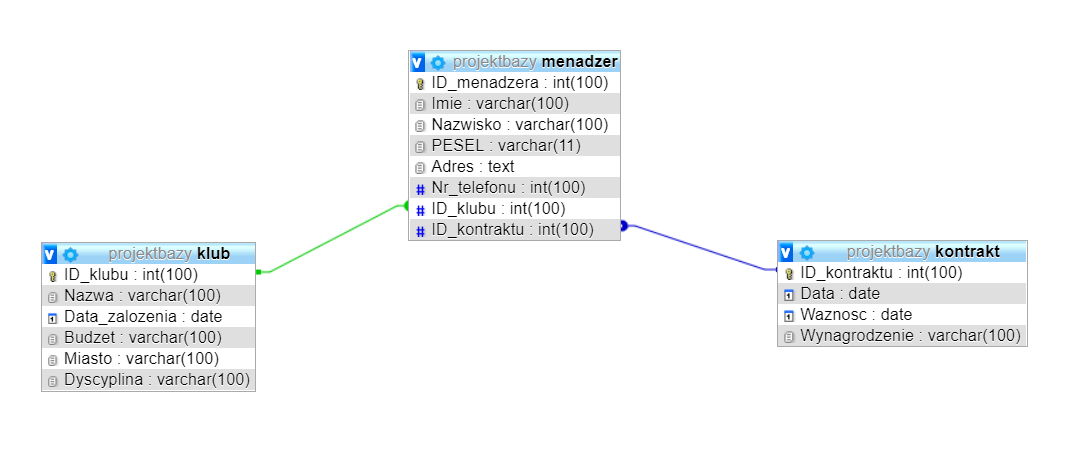 projektbazy menadzer
ID_menadzera : int(100)
Imie : varchar(100)
Nazwisko : varchar(100)
PESEL : varchar(11)
Adres : text
Nr_telefonu : int(100)
ID_klubu : int(100)
ID_kontraktu : int(100)
projektbazy klub
ID_klubu : int(100)
Nazwa : varchar(100)
Data_zalozenia : date
Budzet : varchar(100)
Miasto : varchar(100)
Dyscyplina : varchar(100)
projektbazy kontrakt
ID_kontraktu : int(100)
Data : date
Waznosc : date
Wynagrodzenie : varchar(100)